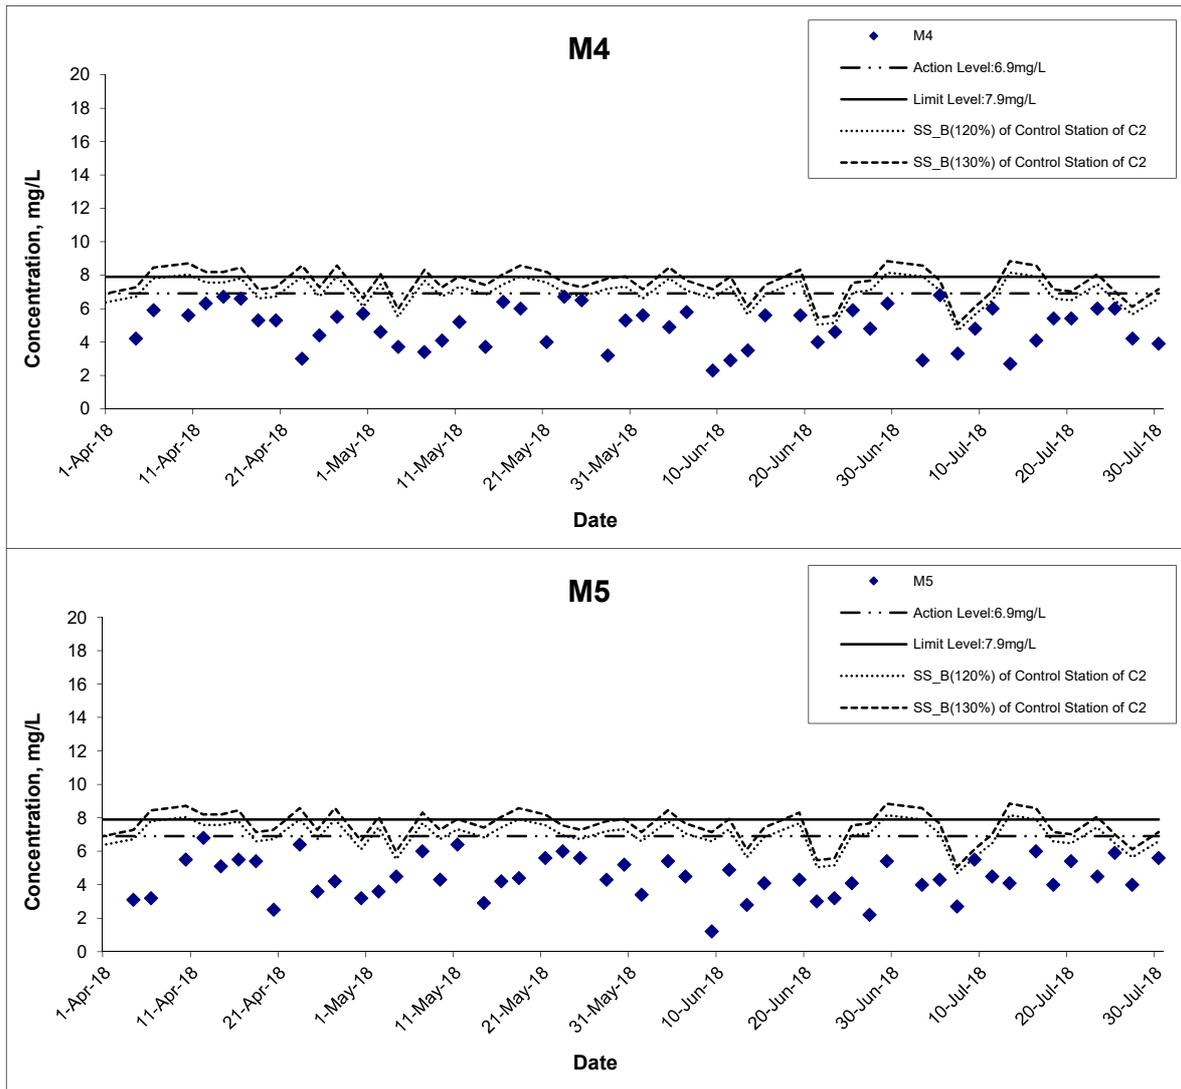 M4
M4
Action Level:6.9mg/L
Limit Level:7.9mg/L
SS_B(120%) of Control Station of C2
SS_B(130%) of Control Station of C2
Concentration, mg/L
20
18
16
14
12
10
8
6
4
2
0
1-Apr-18
11-Apr-18
21-Apr-18
1-May-18
11-May-18
21-May-18
31-May-18
10-Jun-18
20-Jun-18
30-Jun-18
10-Jul-18
20-Jul-18
30-Jul-18
Date
M5
M5
Action Level:6.9mg/L
Limit Level:7.9mg/L
SS_B(120%) of Control Station of C2
SS_B(130%) of Control Station of C2
Concentration, mg/L
20
18
16
14
12
10
8
6
4
2
0
1-Apr-18
11-Apr-18
21-Apr-18
1-May-18
11-May-18
21-May-18
31-May-18
10-Jun-18
20-Jun-18
30-Jun-18
10-Jul-18
20-Jul-18
30-Jul-18
Date